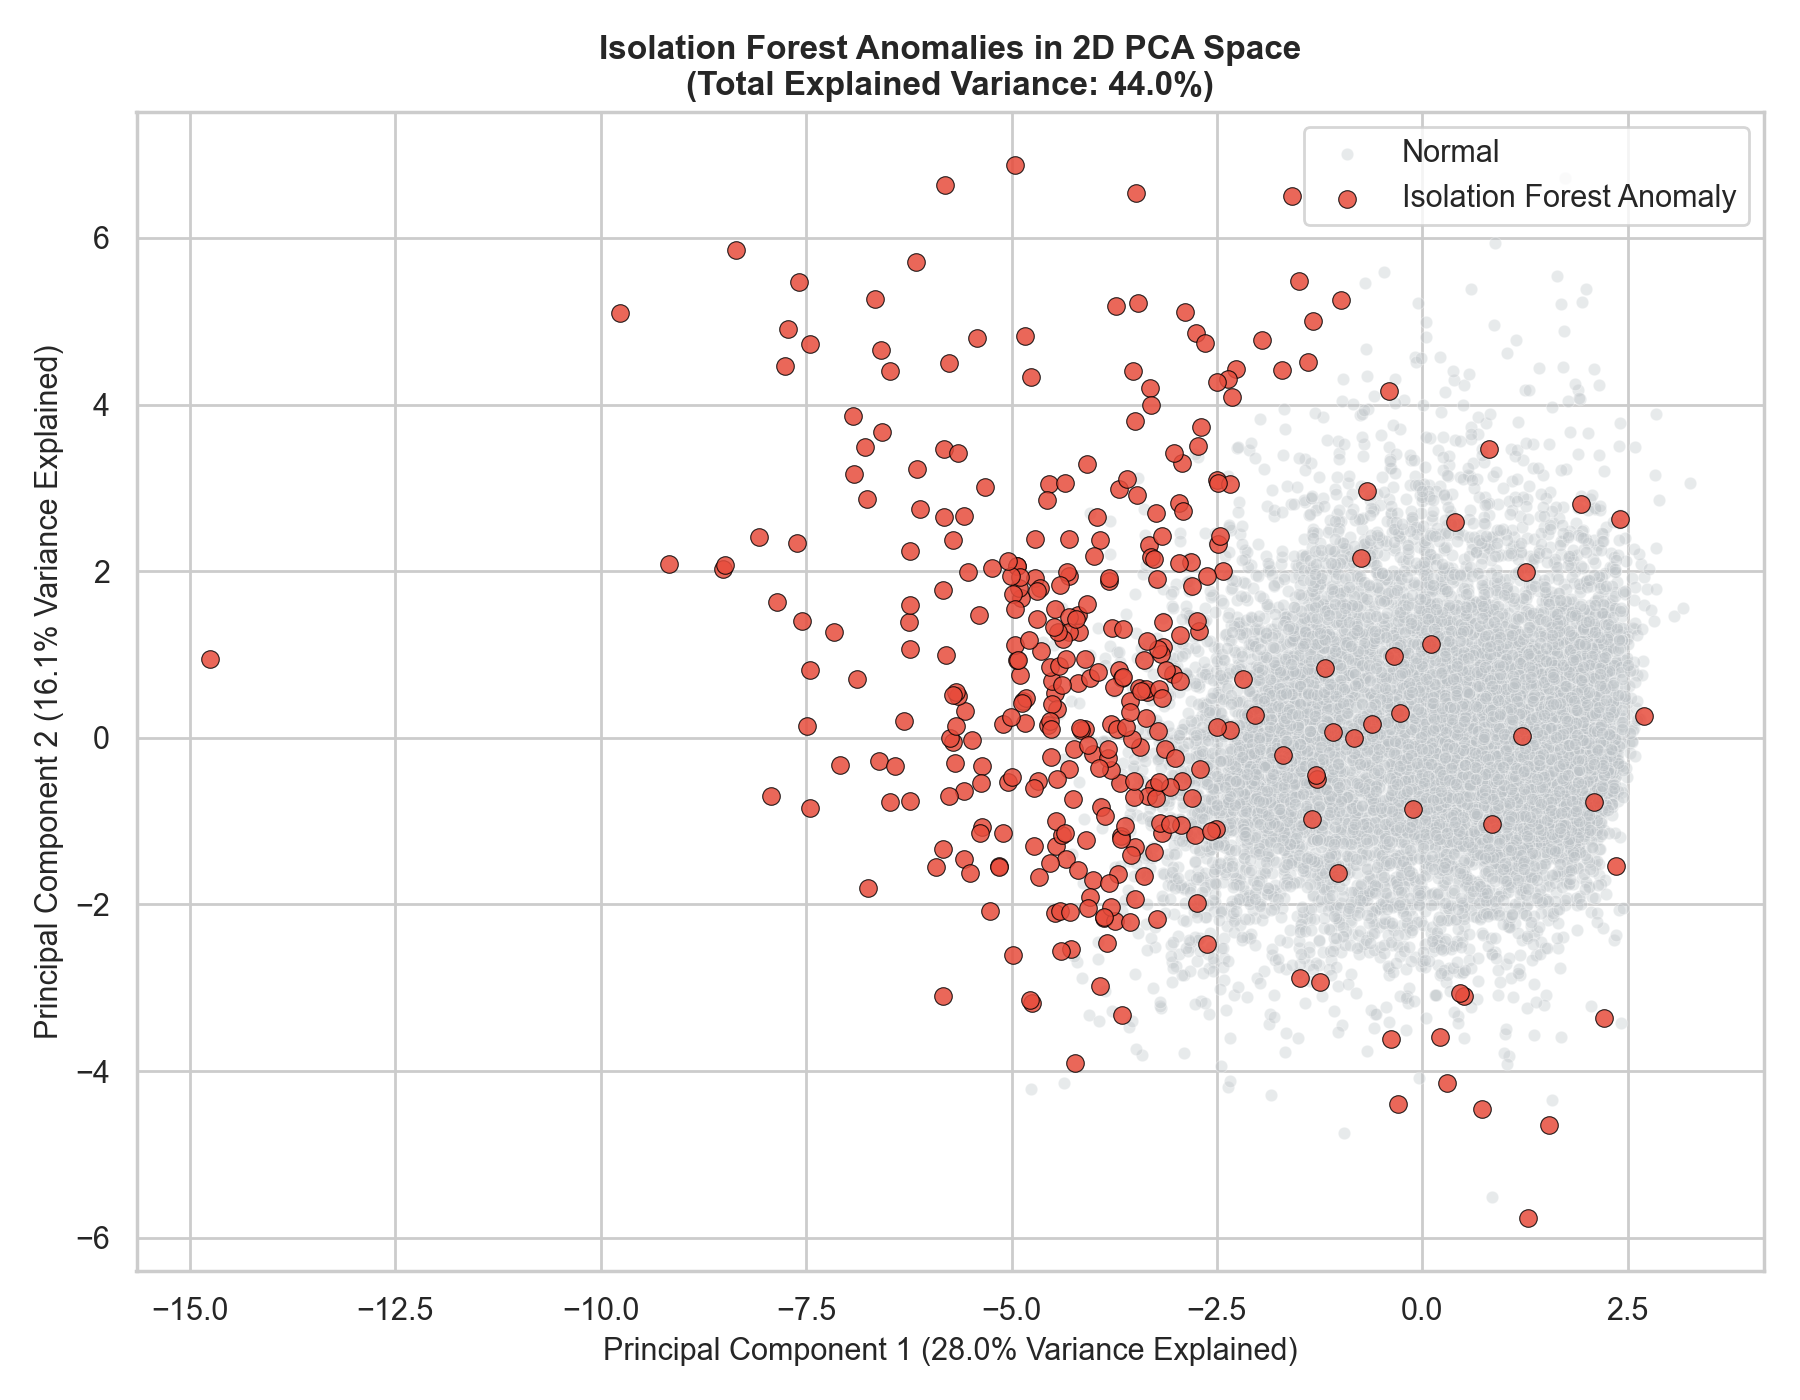 Isolation Forest Anomalies in 2D PCA Space
(Total Explained Variance: 44.0%)
Normal
Isolation Forest Anomaly
Principal Component 2 (16.1% Variance Explained)
6
4
2
0
−2
−4
−6
−15.0 −12.5 −10.0 −7.5 −5.0 −2.5 0.0 2.5
Principal Component 1 (28.0% Variance Explained)